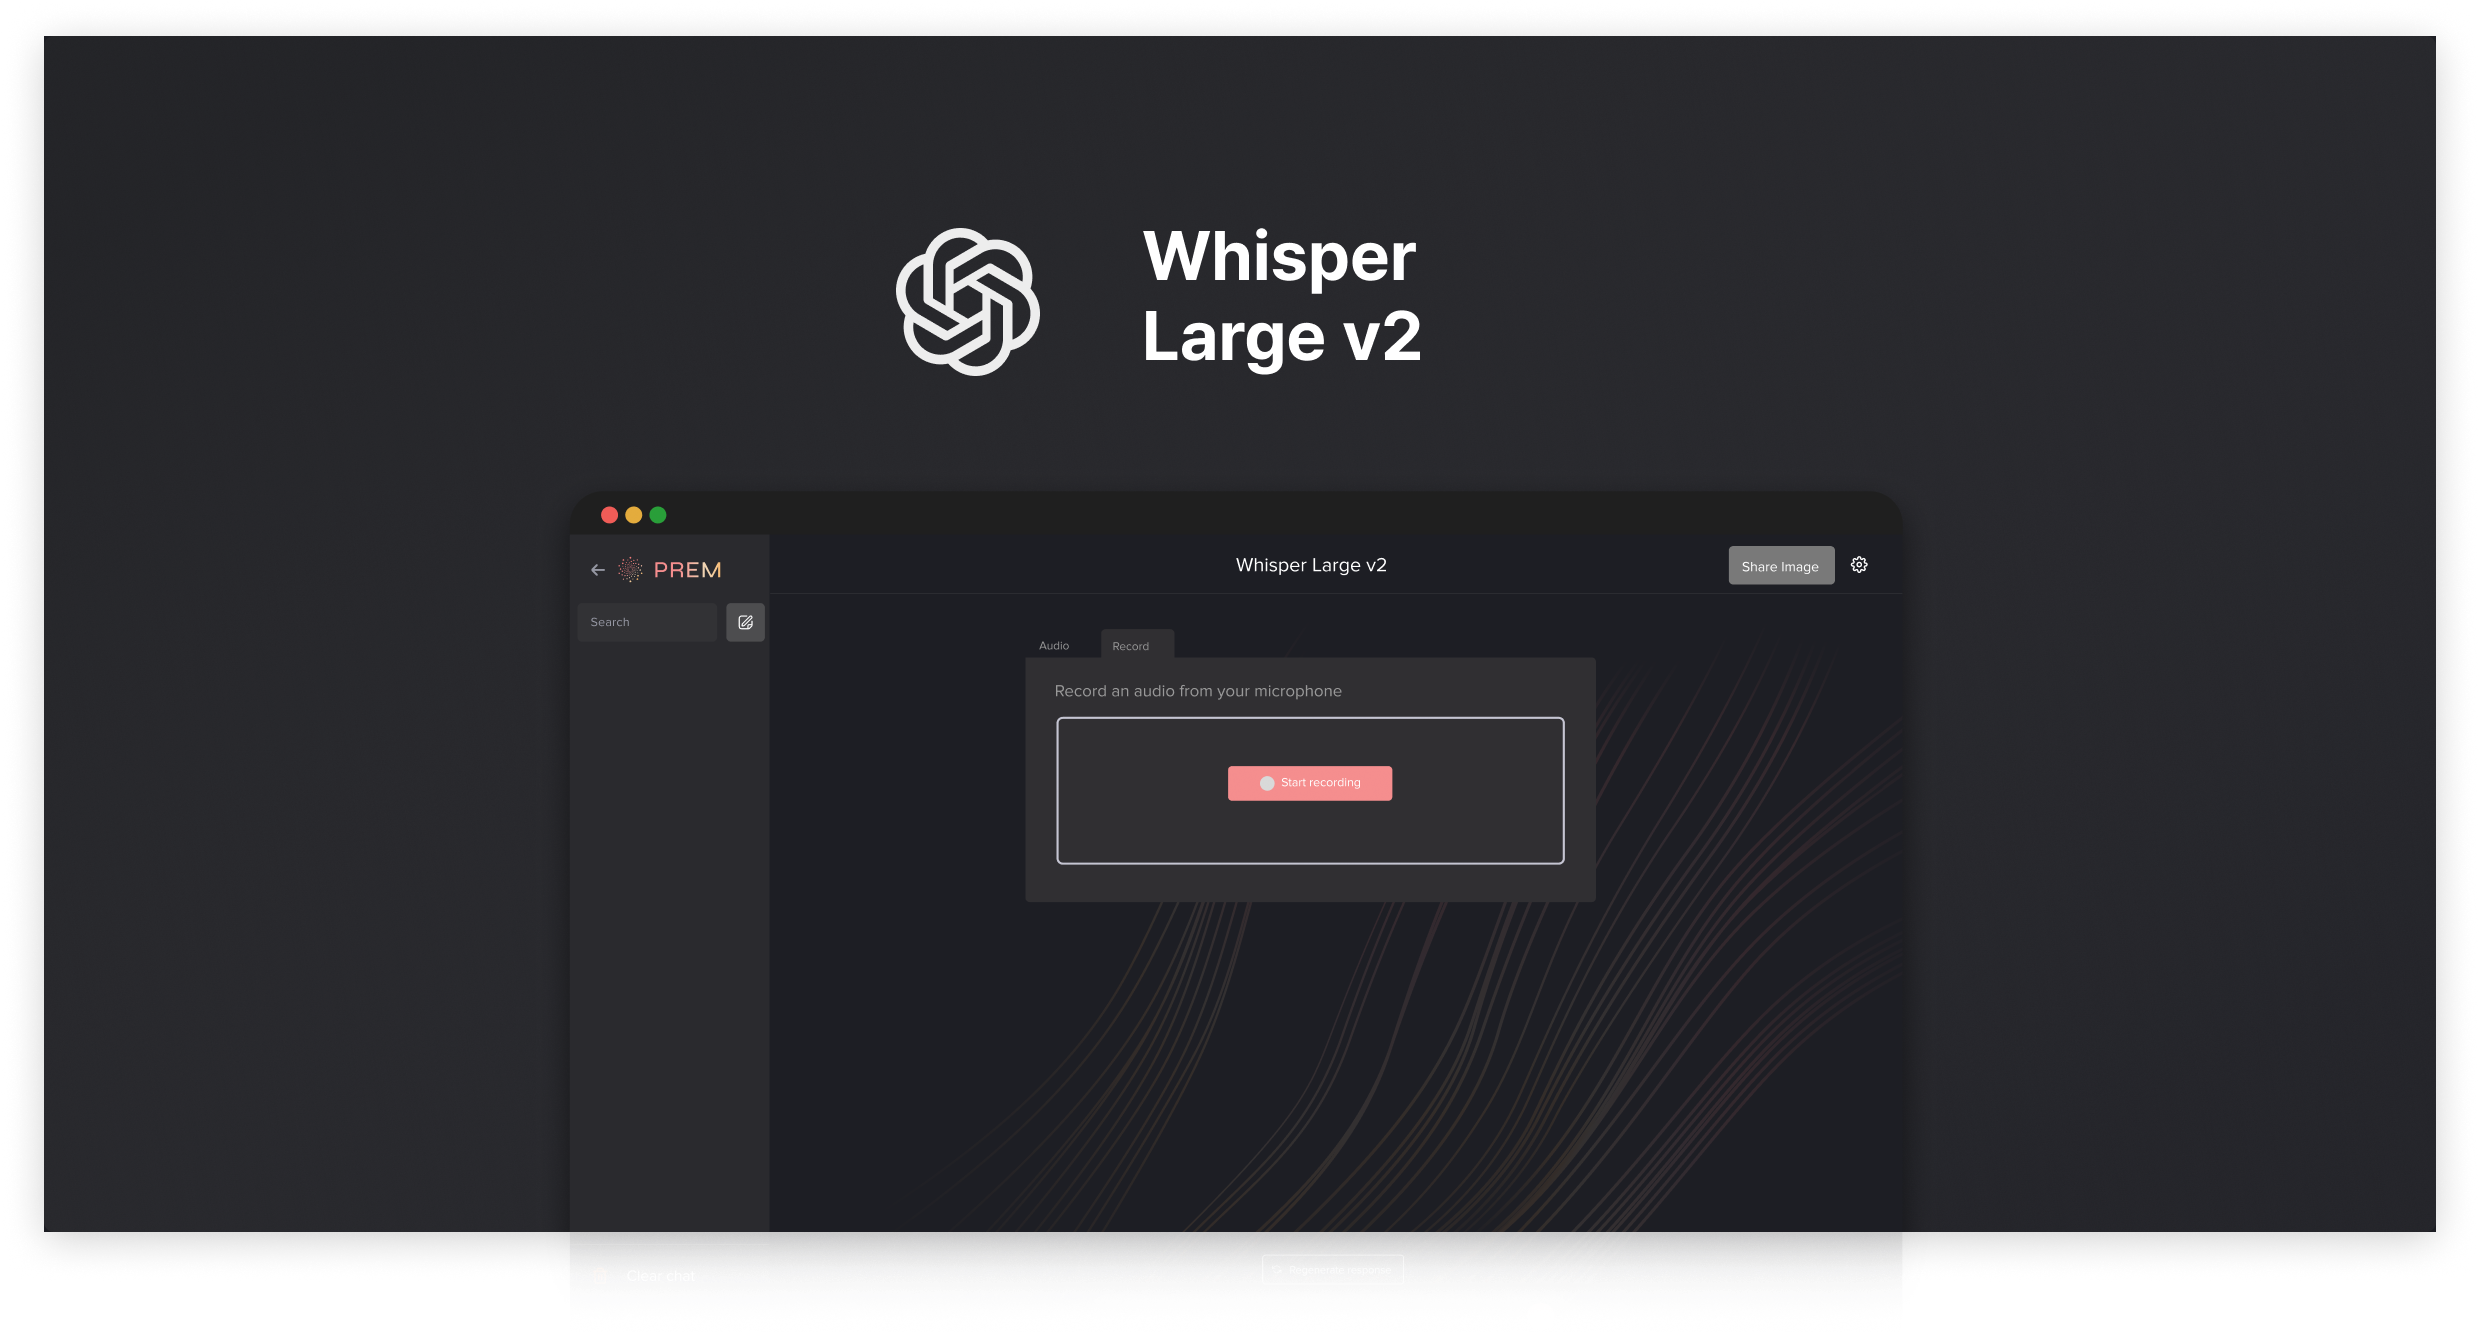 Whisper
Large v2
PREM
Whisper Large v2
Share Image
Search
Audio
Record
Record an audio from your microphone
Start recording
Clear chat